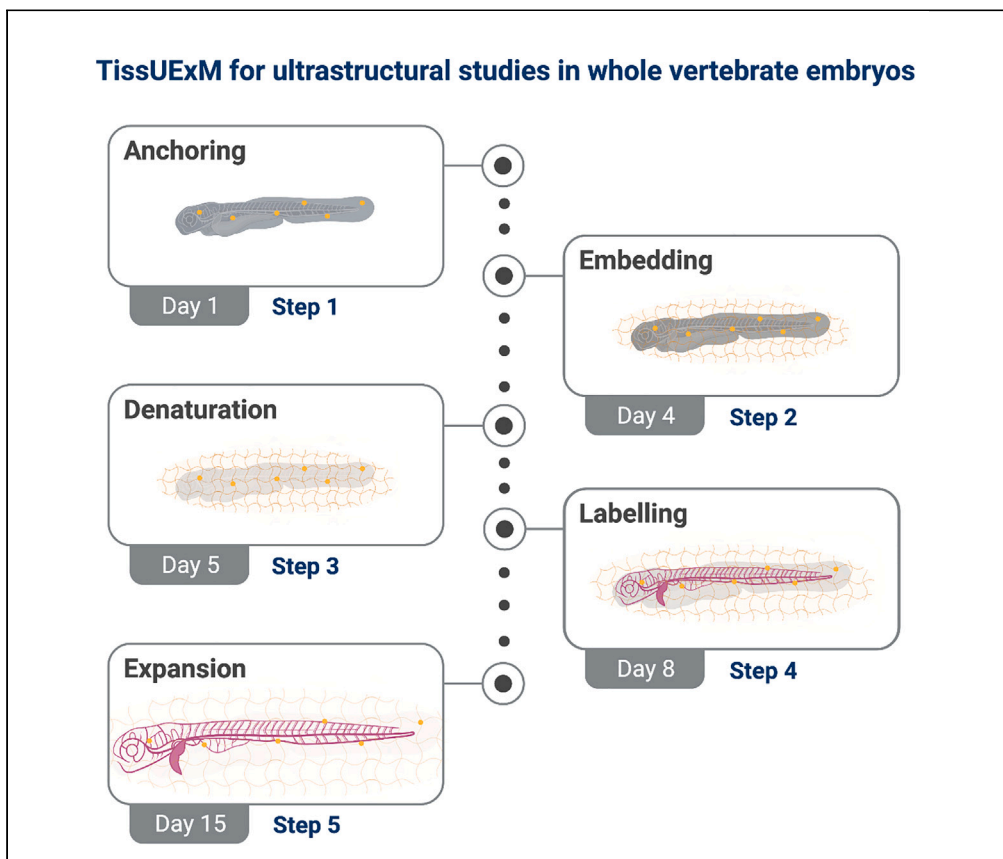 TissUExM for ultrastructural studies in whole vertebrate embryos
Anchoring
Day 1 Step 1
Embedding
Day 4 Step 2
Denaturation
Day 5 Step 3
Labelling
Day 8 Step 4
Expansion
Day 15 Step 5